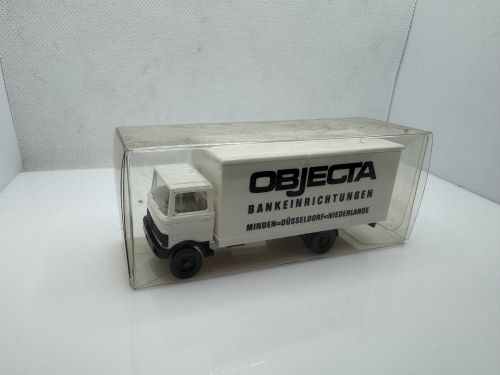 OBJECTA
BANKEINRICHTUNGEN
MINDEN=DÜSSELDORF=NIEDERLANDE